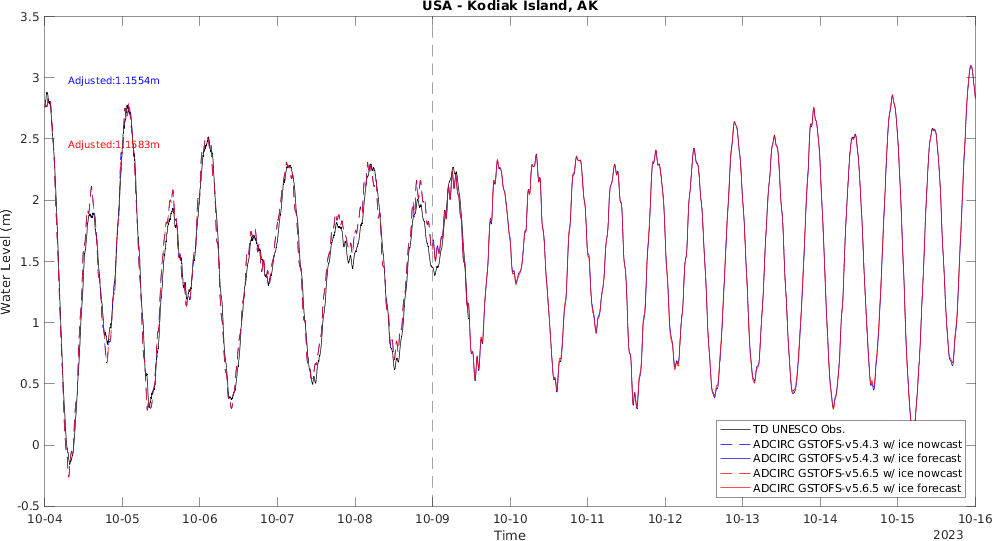 USA - Kodiak Island, AK
3.5
3
2.5
2
1.5
1
0.5
0
-0.5
Water Level (m)
Adjusted:1.1554m
Adjusted:1.1583m
TD UNESCO Obs.
ADCIRC GSTOFS-v5.4.3 w/ ice nowcast
ADCIRC GSTOFS-v5.4.3 w/ ice forecast
ADCIRC GSTOFS-v5.6.5 w/ ice nowcast
ADCIRC GSTOFS-v5.6.5 w/ ice forecast
10-04 10-05 10-06 10-07 10-08 10-09 10-10 10-11 10-12 10-13 10-14 10-15 10-16
Time
2023